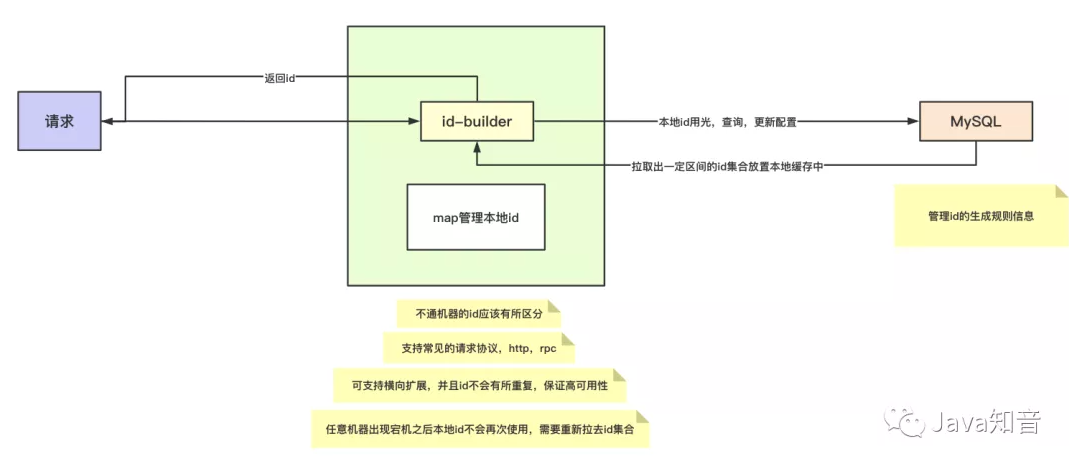 返回id
请求
id-builder
本地id用光，查询，更新配置
MySQL
拉取出一定区间的id集合放置本地缓存中
map管理本地id
管理id的生成规则信息
不通机器的id应该有所区分
支持常见的请求协议，http，rpc
可支持横向扩展，并且id不会有所重复，保证高可用性
任意机器出现宕机之后本地id不会再次使用，需要重新拉去id集合
Java知音